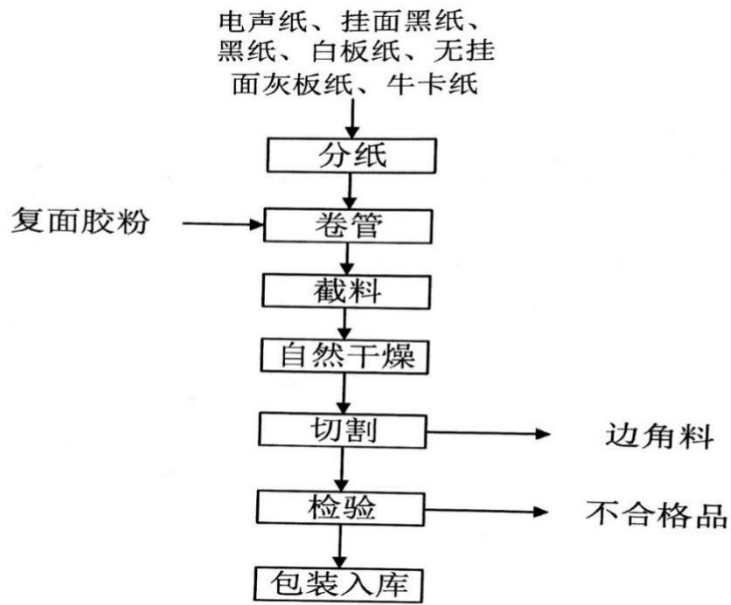 电声纸、挂面黑纸、
黑纸、白板纸、无挂
面灰板纸、牛卡纸
分纸
复面胶粉
卷管
截料
自然干燥
切割
边角料
检验
不合格品
包装入库